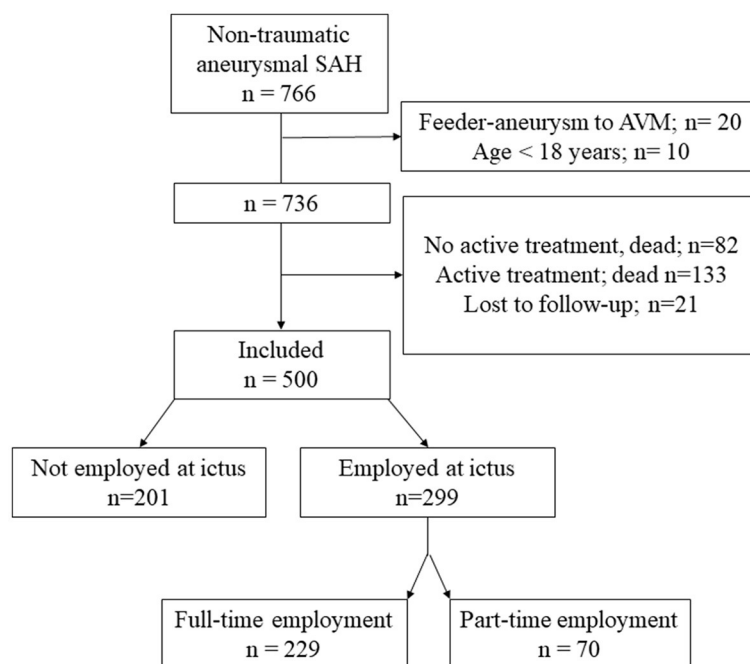 Non-traumatic
aneurysmal SAH
n = 766
Feeder-aneurysm to AVM; n= 20
Age < 18 years; n= 10
n = 736
No active treatment, dead; n=82
Active treatment; dead n=133
Lost to follow-up; n=21
Included
n = 500
Not employed at ictus
n=201
Employed at ictus
n=299
Full-time employment
n = 229
Part-time employment
n = 70